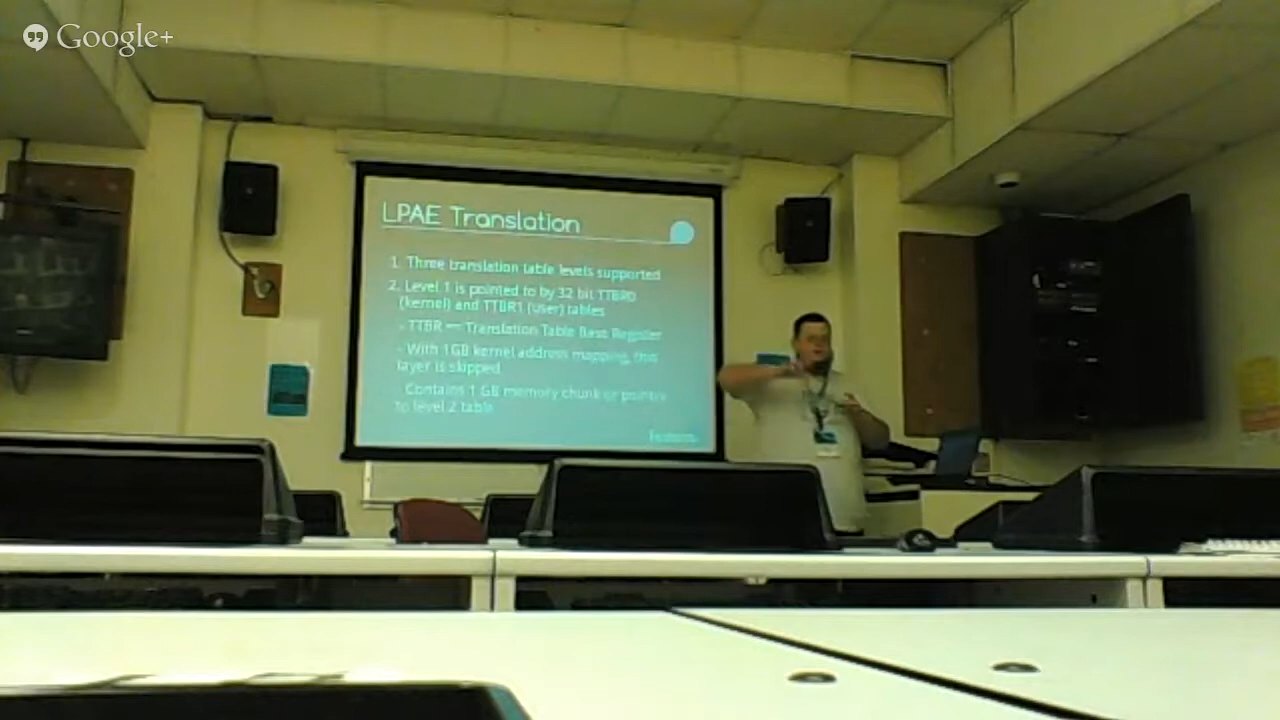 Google+
LPAE Translation
1. Three translation table levels supported
2. Level 1 is pointed to by 32 bit TTBR0
(kernel) and TTBR1 (user) tables
- TTBR — Translation Table Base Register
- With 1GB kernel address mapping, this
layer is skipped
- Contains 1 GB memory chunk or pointer
to level 2 table